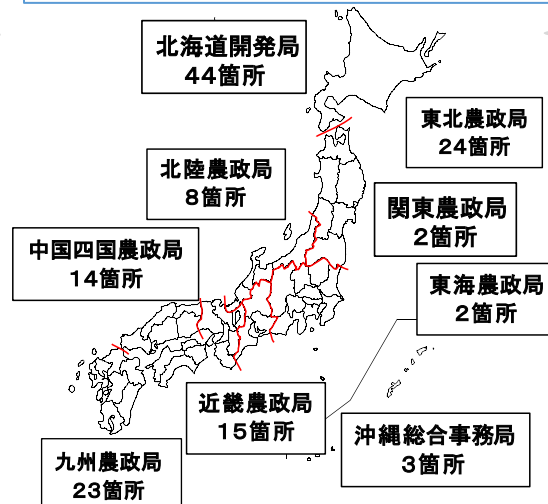 北海道開発局
44箇所
東北農政局
24箇所
北陸農政局
8箇所
関東農政局
2箇所
中国四国農政局
14箇所
東海農政局
2箇所
近畿農政局
15箇所
沖縄総合事務局
3箇所
九州農政局
23箇所